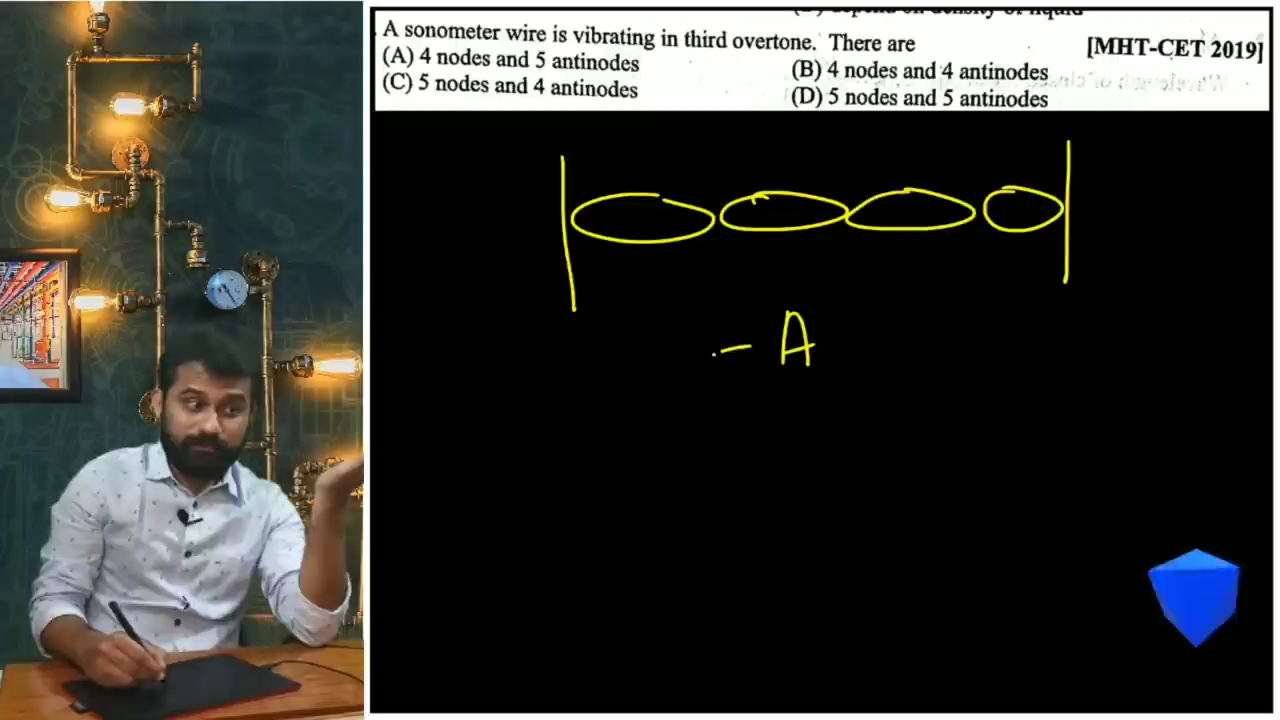 A sonometer wire is vibrating in third overtone. There are [MHT-CET 2019]
(A) 4 nodes and 5 antinodes (B) 4 nodes and 4 antinodes
(C) 5 nodes and 4 antinodes (D) 5 nodes and 5 antinodes
- A